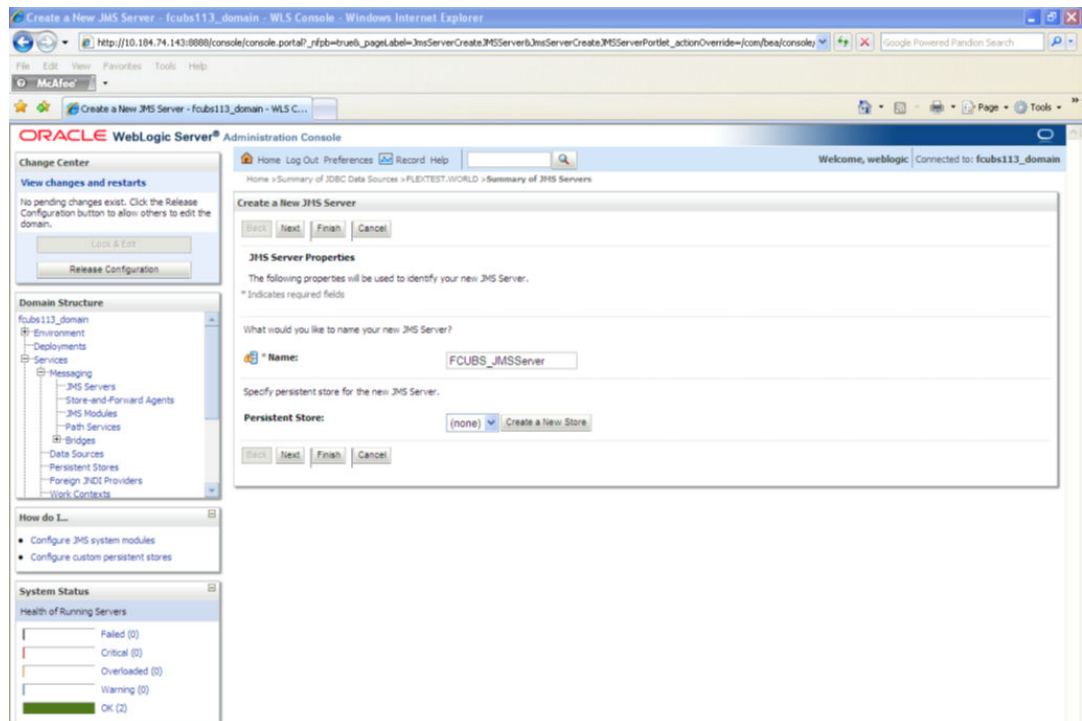 Create a New JMS Server - fcubs113_domain - WLS Console - Windows Internet Explorer
http://10.184.74.143:8888/console/console.portal?_nfpb=true&_pageLabel=JmsServerCreateJMSServer&JmsServerCreateJMSServerPortlet_actionOverride=/com/bea/console/
Google Powered Pandion Search
File Edit View Favorites Tools Help
McAfee
Create a New JMS Server - fcubs113_domain - WLS C...
Page Tools
ORACLE WebLogic Server® Administration Console
Change Center
View changes and restarts
No pending changes exist. Click the Release
Configuration button to allow others to edit the
domain.
Lock & Edit
Release Configuration
Domain Structure
fcubs113_domain
Environment
Deployments
Services
Messaging
JMS Servers
Store-and-Forward Agents
JMS Modules
Path Services
Bridges
Data Sources
Persistent Stores
Foreign JNDI Providers
Work Contexts
How do I...
Configure JMS system modules
Configure custom persistent stores
System Status
Health of Running Servers
Failed (0)
Critical (0)
Overloaded (0)
Warning (0)
OK (2)
Home Log Out Preferences Record Help
Welcome, weblogic Connected to: fcubs113_domain
Home >Summary of JDBC Data Sources >FLEXTEST.WORLD >Summary of JMS Servers
Create a New JMS Server
Back Next Finish Cancel
JMS Server Properties
The following properties will be used to identify your new JMS Server.
* Indicates required fields
What would you like to name your new JMS Server?
* Name: FCUBS_JMSServer
Specify persistent store for the new JMS Server.
Persistent Store: (none) Create a New Store
Back Next Finish Cancel